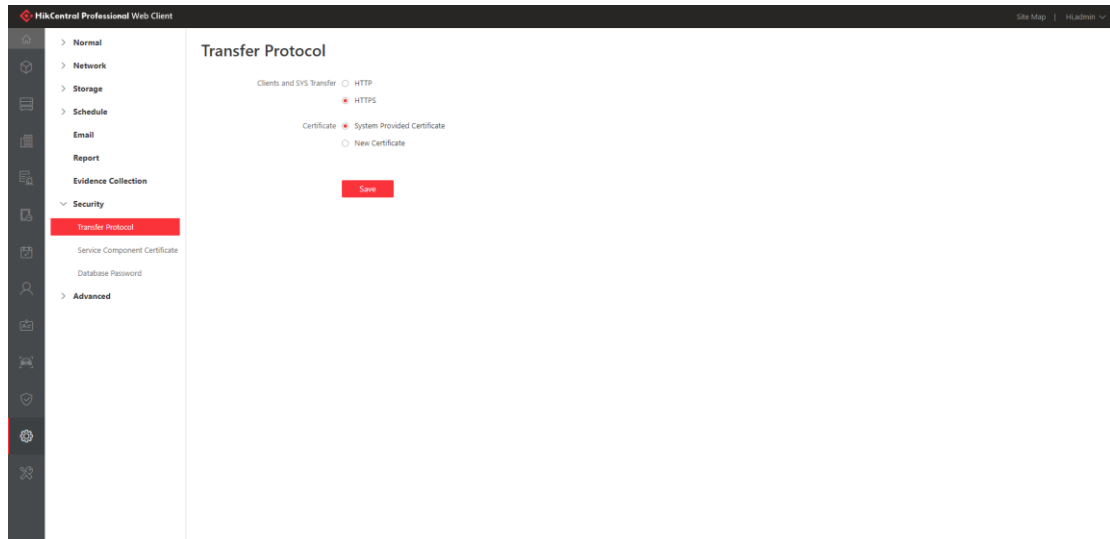 HikCentral Professional Web Client
Site Map | Hi,admin
Normal
Network
Storage
Schedule
Email
Report
Evidence Collection
Security
Transfer Protocol
Service Component Certificate
Database Password
Advanced
Transfer Protocol
Clients and SYS Transfer HTTP
HTTPS
Certificate System Provided Certificate
New Certificate
Save